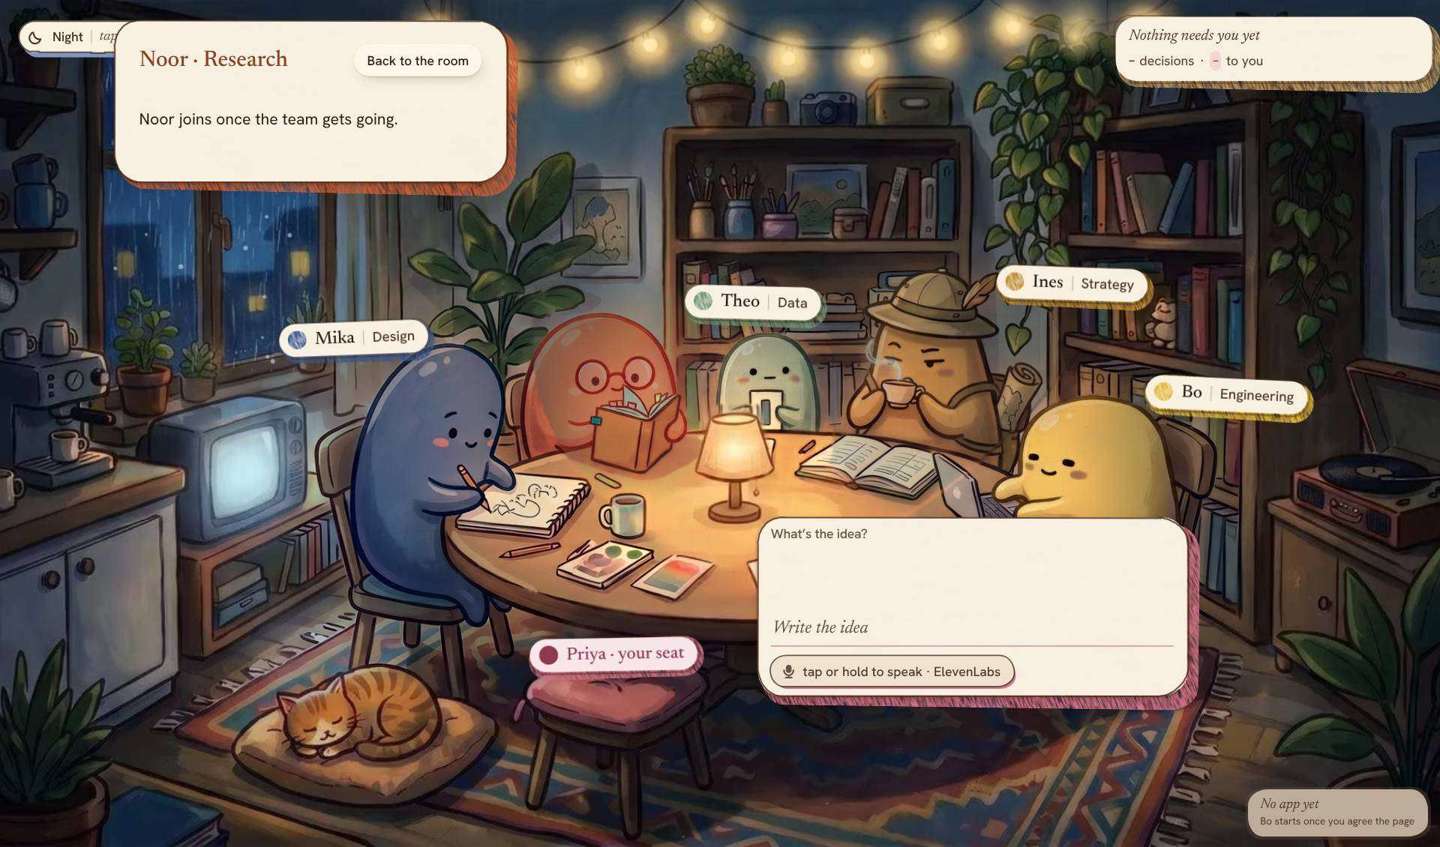 Night tap
Noor · Research
Back to the room
Noor joins once the team gets going.
Nothing needs you yet
– decisions · – to you
Theo Data
Ines Strategy
Mika Design
Bo Engineering
What's the idea?
Write the idea
tap or hold to speak · ElevenLabs
Priya · your seat
No app yet
Bo starts once you agree the page